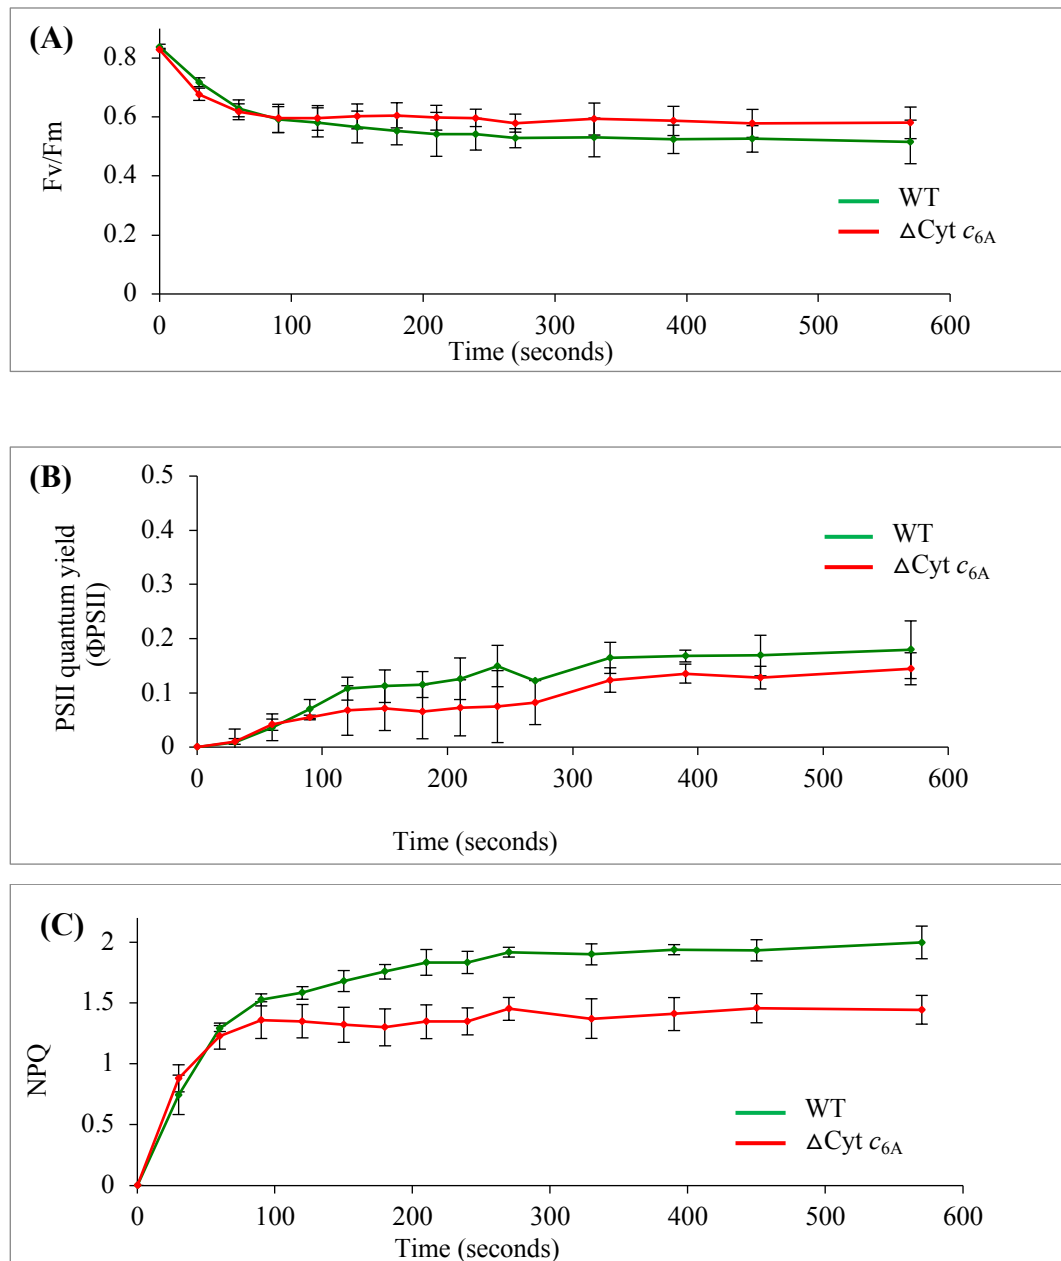 (A)
Fv/Fm
0.8
0.6
0.4
0.2
0
0 100 200 300 400 500 600
Time (seconds)
WT
△Cyt c6A
(B)
PSII quantum yield
(ΦPSII)
0.5
0.4
0.3
0.2
0.1
0
0 100 200 300 400 500 600
Time (seconds)
WT
△Cyt c6A
(C)
NPQ
2
1.5
1
0.5
0
0 100 200 300 400 500 600
Time (seconds)
WT
△Cyt c6A